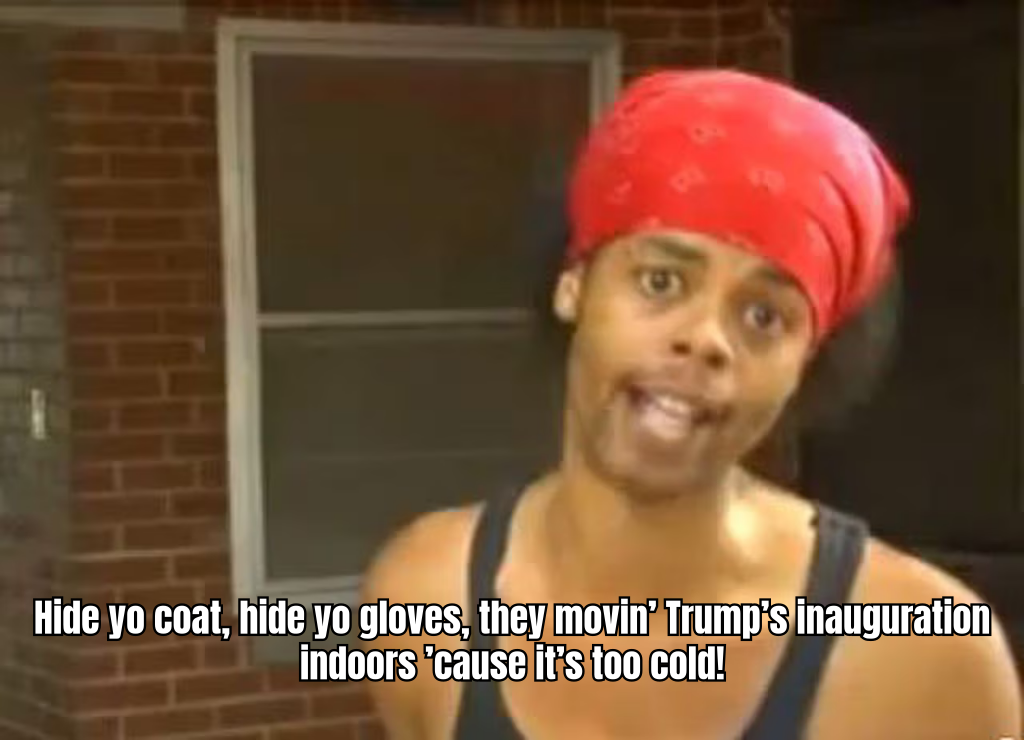 Hide yo coat, hide yo gloves, they movin’ Trump’s inauguration
indoors ’cause it’s too cold!